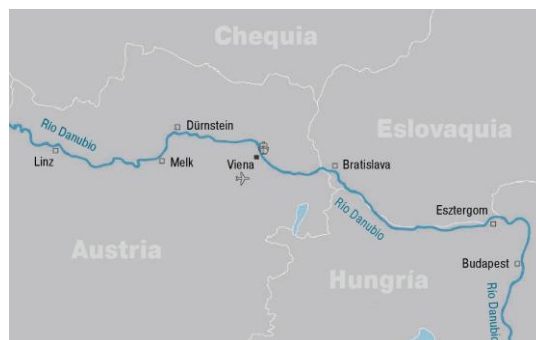 Chequia
Río Danubio
Dürnstein
Eslovaquia
Linz
Melk
Viena
Bratislava
Río Danubio
Esztergom
Austria
Hungría
Budapest
Río Danubio